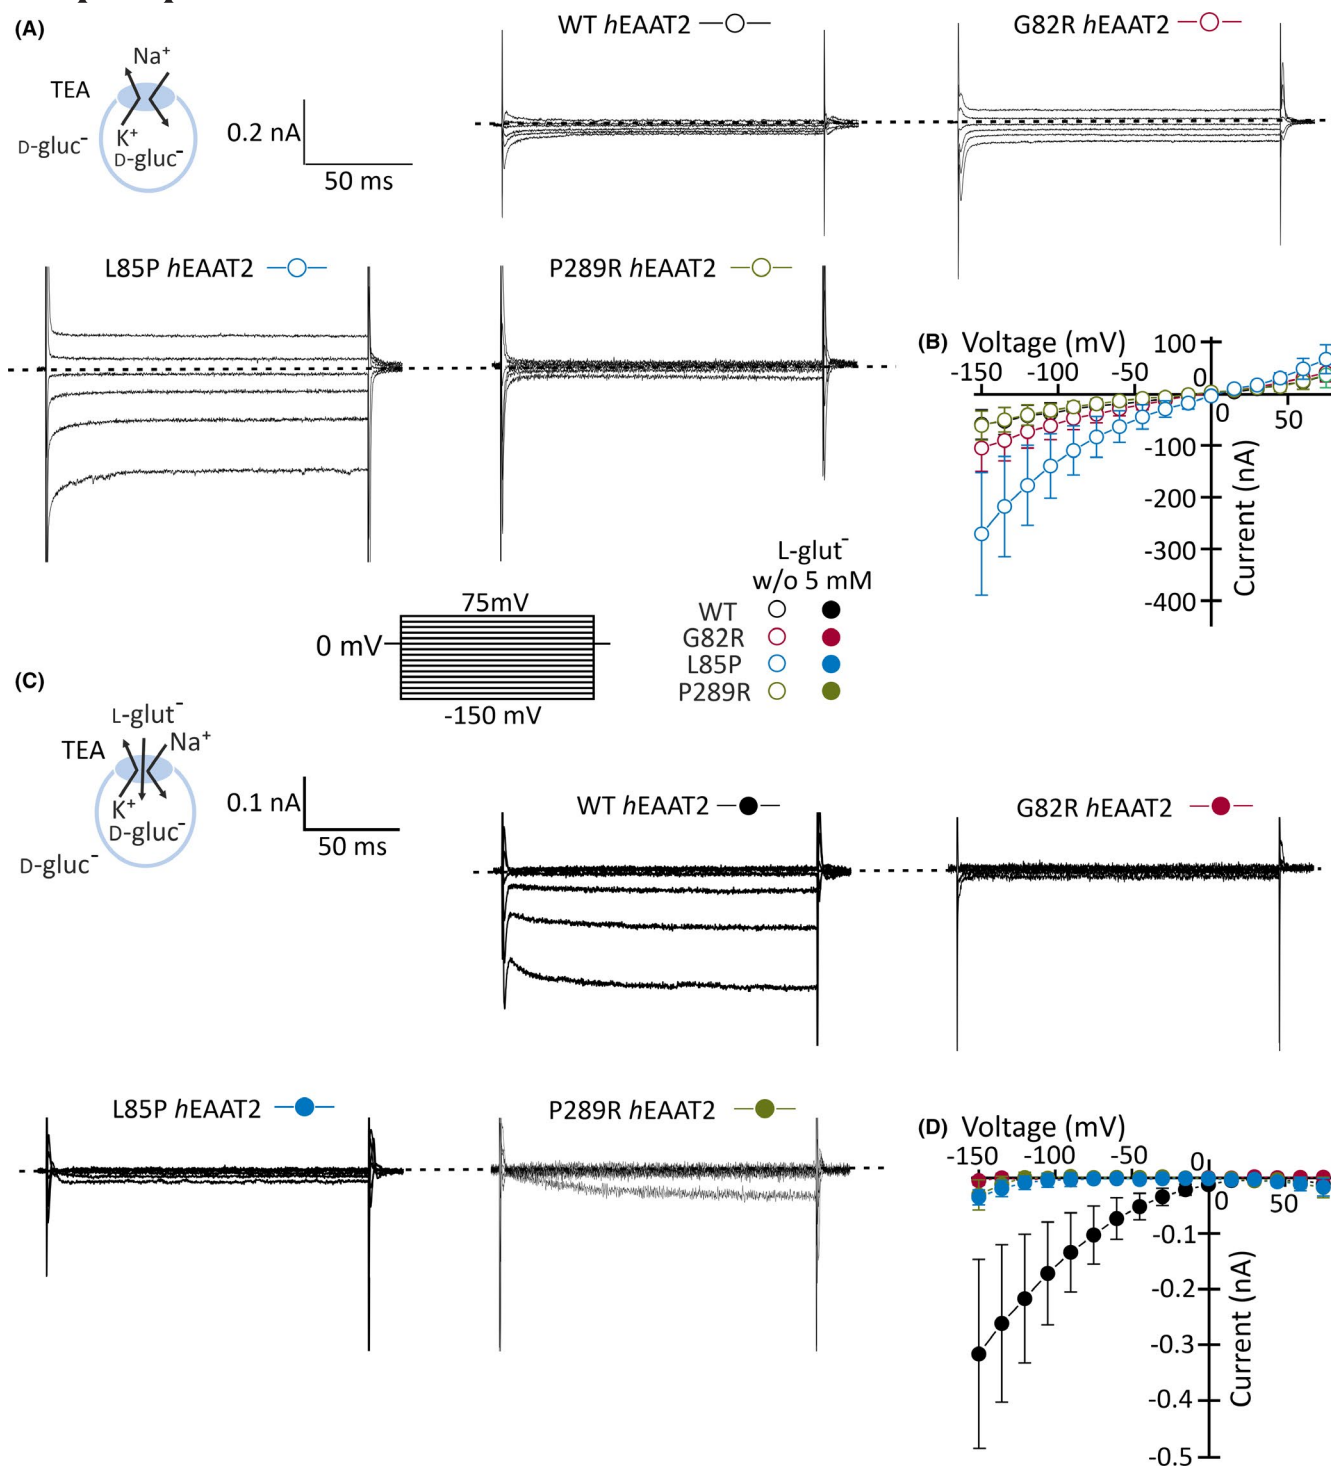 (A)
WT hEAAT2
G82R hEAAT2
Na+
TEA
D-gluc-
K+
D-gluc-
0.2 nA
50 ms
L85P hEAAT2
P289R hEAAT2
(B)
Voltage (mV)
100
-150
-100
-50
0
0
50
-100
-200
-300
-400
Current (nA)
L-glut-
w/o 5 mM
WT
G82R
L85P
P289R
75mV
0 mV
-150 mV
(C)
L-glut-
TEA
Na+
K+
D-gluc-
D-gluc-
0.1 nA
50 ms
WT hEAAT2
G82R hEAAT2
L85P hEAAT2
P289R hEAAT2
(D)
Voltage (mV)
-150
-100
-50
0
0
50
-0.1
-0.2
-0.3
-0.4
-0.5
Current (nA)